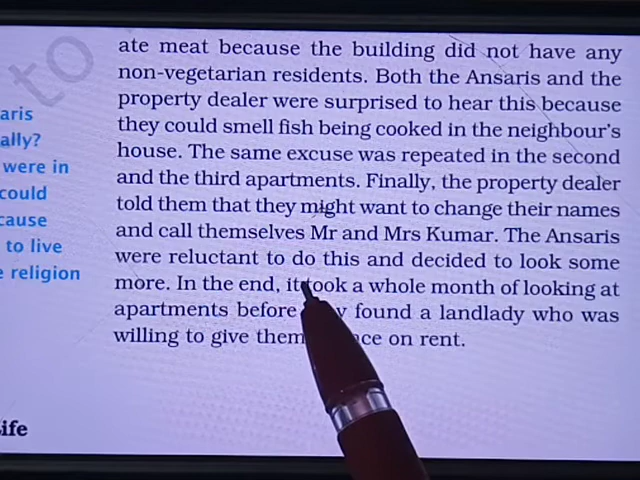 to
ate meat because the building did not have any
non-vegetarian residents. Both the Ansaris and the
property dealer were surprised to hear this because
they could smell fish being cooked in the neighbour's
house. The same excuse was repeated in the second
and the third apartments. Finally, the property dealer
told them that they might want to change their names
and call themselves Mr and Mrs Kumar. The Ansaris
were reluctant to do this and decided to look some
more. In the end, it took a whole month of looking at
apartments before found a landlady who was
willing to give them on rent.
aris
ally?
were in
could
cause
to live
religion
ife